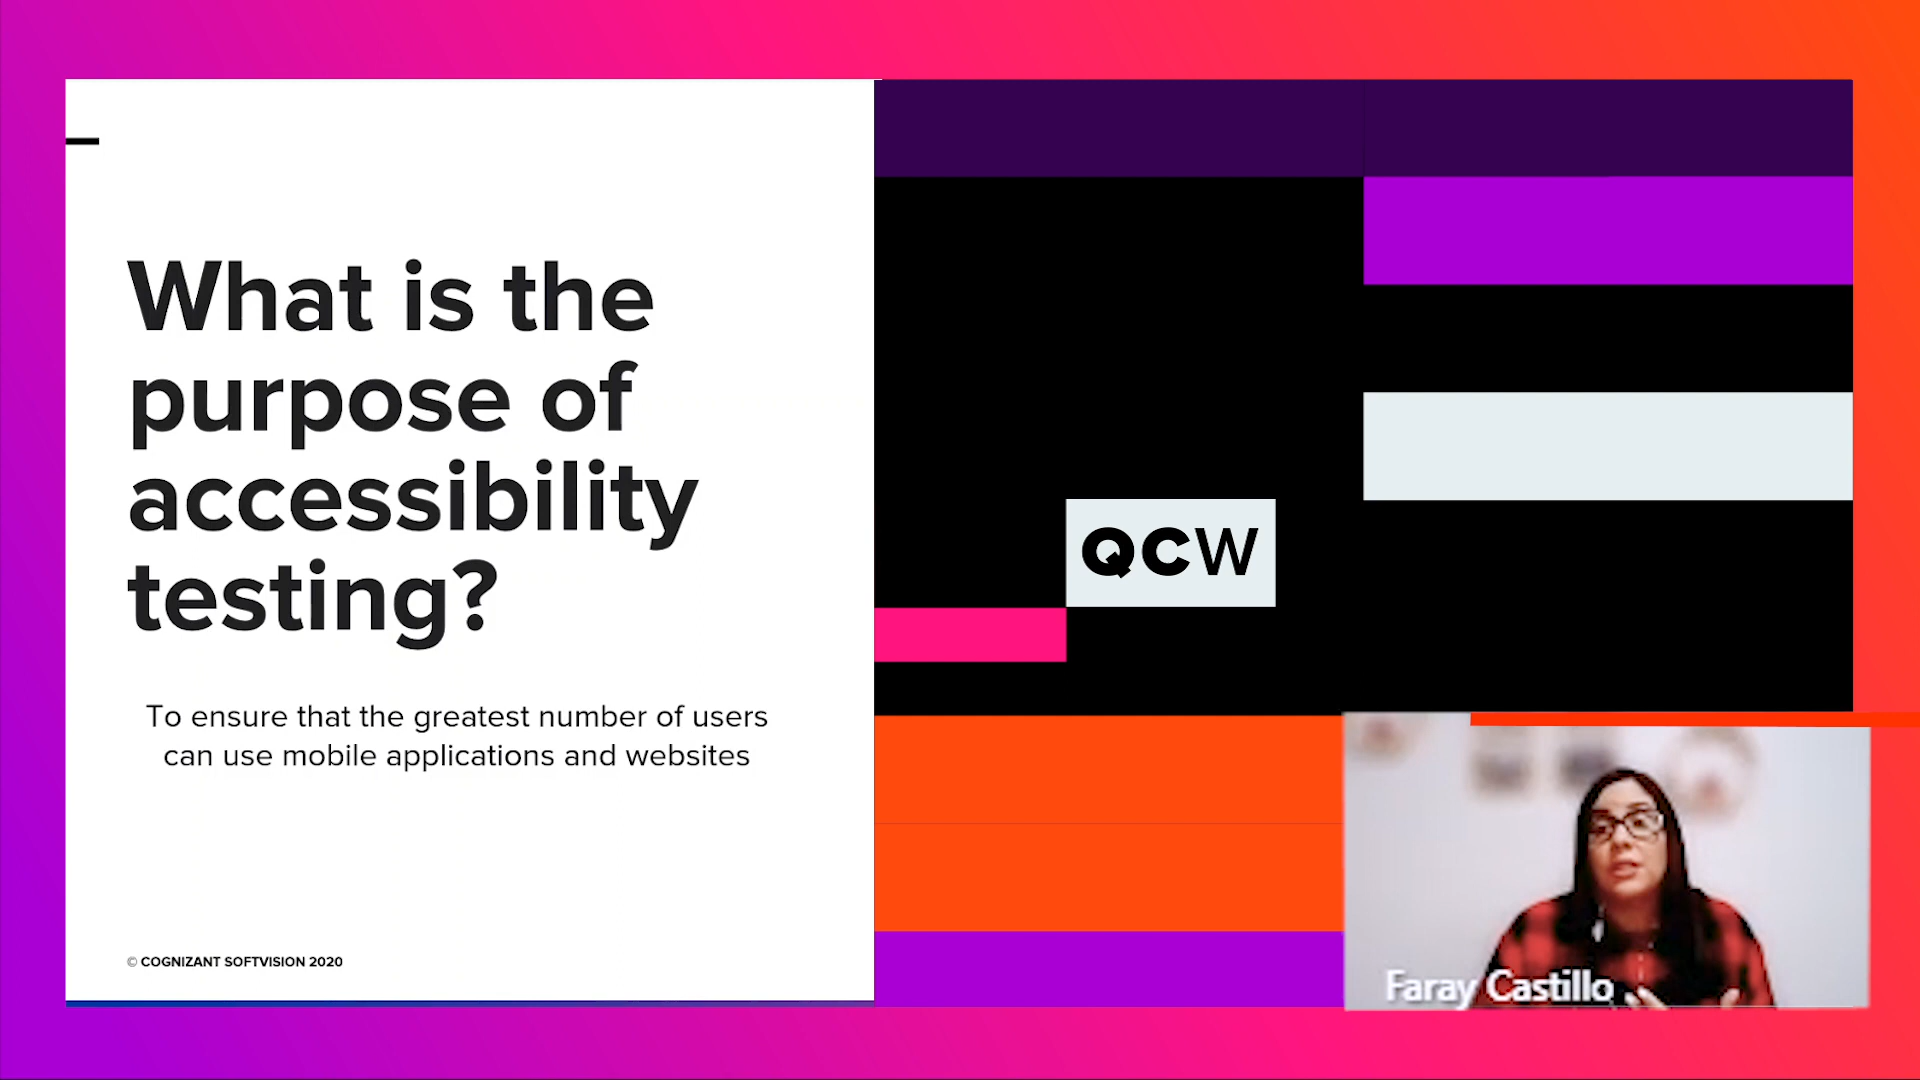 What is the
purpose of
accessibility
testing?
To ensure that the greatest number of users
can use mobile applications and websites
© COGNIZANT SOFTVISION 2020
QCW
Faray Castillo